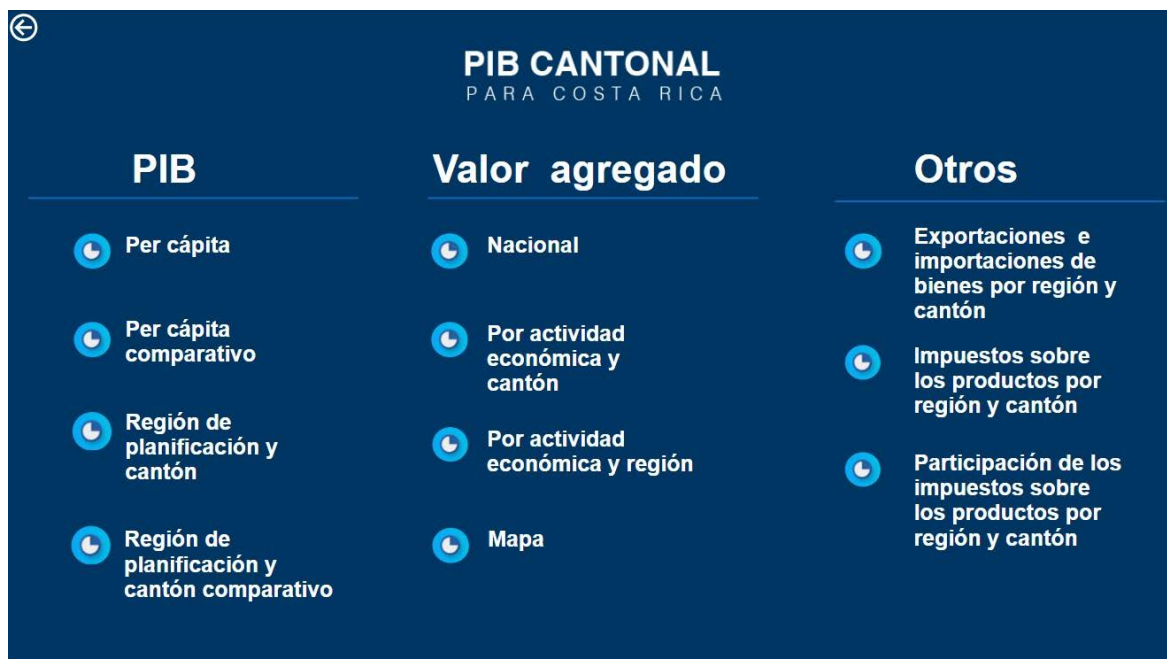 PIB CANTONAL
PARA COSTA RICA
PIB
Per cápita
Per cápita
comparativo
Región de
planificación y
cantón
Región de
planificación y
cantón comparativo
Valor agregado
Nacional
Por actividad
económica y
cantón
Por actividad
económica y región
Mapa
Otros
Exportaciones e
importaciones de
bienes por región y
cantón
Impuestos sobre
los productos por
región y cantón
Participación de los
impuestos sobre
los productos por
región y cantón